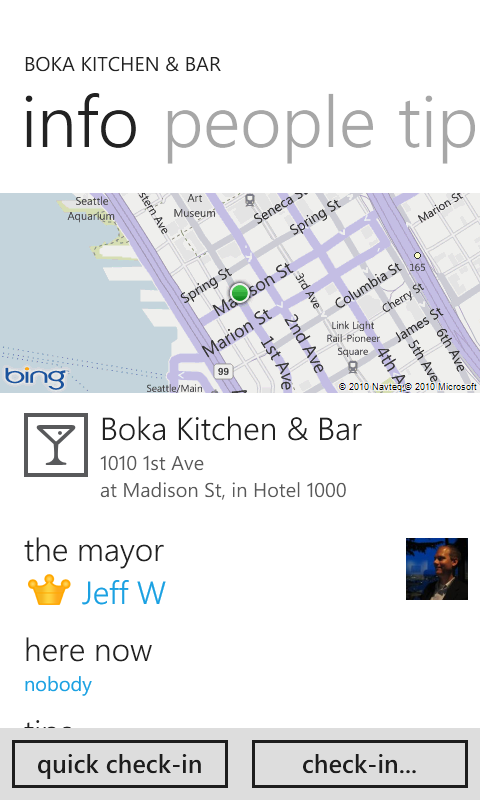 BOKA KITCHEN & BAR
info people tip
Seattle
Aquarium
Art
Museum
Seneca St
Spring St
Marion St
165
Spring St
Madison St
3rd Ave
Columbia St
Cherry St
Marion St
2nd Ave
1st Ave
Link Light
Rail-Pioneer
Square
James St
6th Ave
5th Ave
4th A
99
bing
Seattle/Main
© 2010 Navteq © 2010 Microsoft
Boka Kitchen & Bar
1010 1st Ave
at Madison St, in Hotel 1000
the mayor
Jeff W
here now
nobody
quick check-in
check-in...